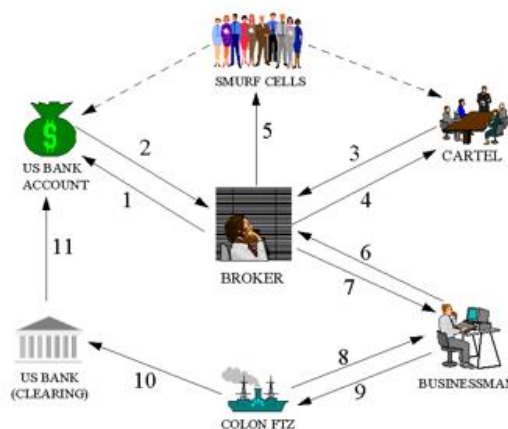 SMURF CELLS
$
2
5
3
US BANK
ACCOUNT
CARTEL
1
4
11
6
BROKER
7
US BANK
(CLEARING)
8
BUSINESSMAN
10
9
COLON FTZ